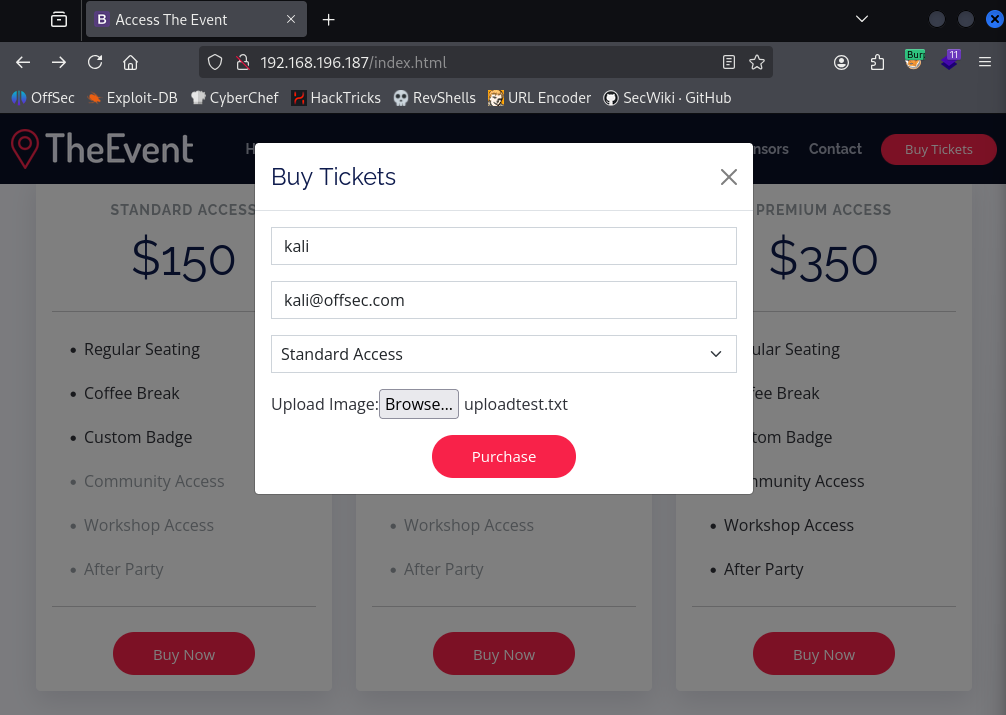 B Access The Event
192.168.196.187/index.html
Burp
11
OffSec Exploit-DB CyberChef HackTricks RevShells URL Encoder SecWiki · GitHub
TheEvent H nsors Contact Buy Tickets
Buy Tickets
STANDARD ACCESS PREMIUM ACCESS
$150 $350
kali
kali@offsec.com
Standard Access
Upload Image: Browse... uploadtest.txt
Purchase
Regular Seating ular Seating
Coffee Break fee Break
Custom Badge tom Badge
Community Access mmunity Access
Workshop Access Workshop Access Workshop Access
After Party After Party After Party
Buy Now Buy Now Buy Now